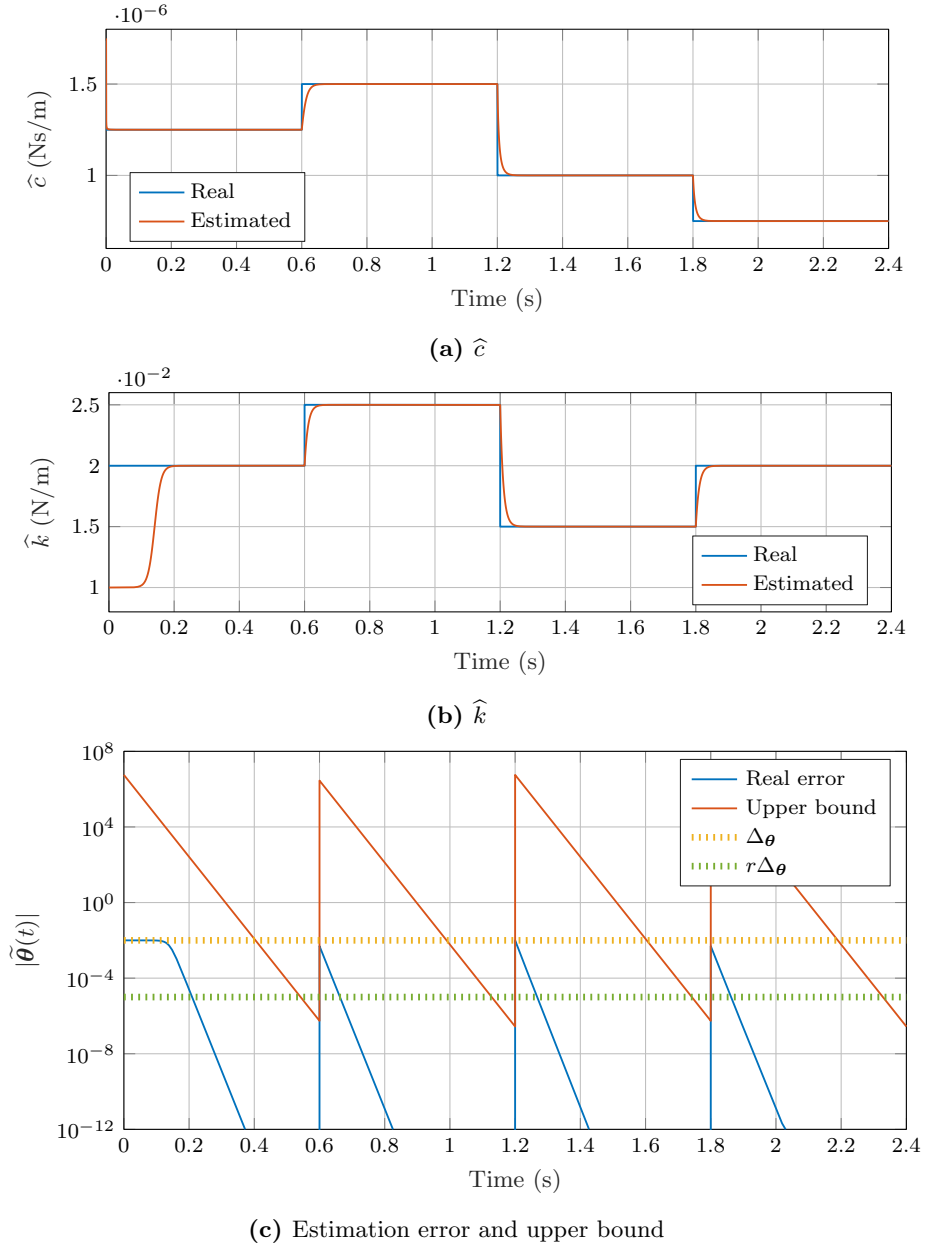 ·10⁻⁶
1.5
1
ĉ (Ns/m)
Real
Estimated
0 0.2 0.4 0.6 0.8 1 1.2 1.4 1.6 1.8 2 2.2 2.4
Time (s)
(a) ĉ
·10⁻²
2.5
2
1.5
1
k̂ (N/m)
Real
Estimated
0 0.2 0.4 0.6 0.8 1 1.2 1.4 1.6 1.8 2 2.2 2.4
Time (s)
(b) k̂
10⁸
10⁴
10⁰
10⁻⁴
10⁻⁸
10⁻¹²
|θ̃(t)|
Real error
Upper bound
Δ_θ
rΔ_θ
0 0.2 0.4 0.6 0.8 1 1.2 1.4 1.6 1.8 2 2.2 2.4
Time (s)
(c) Estimation error and upper bound